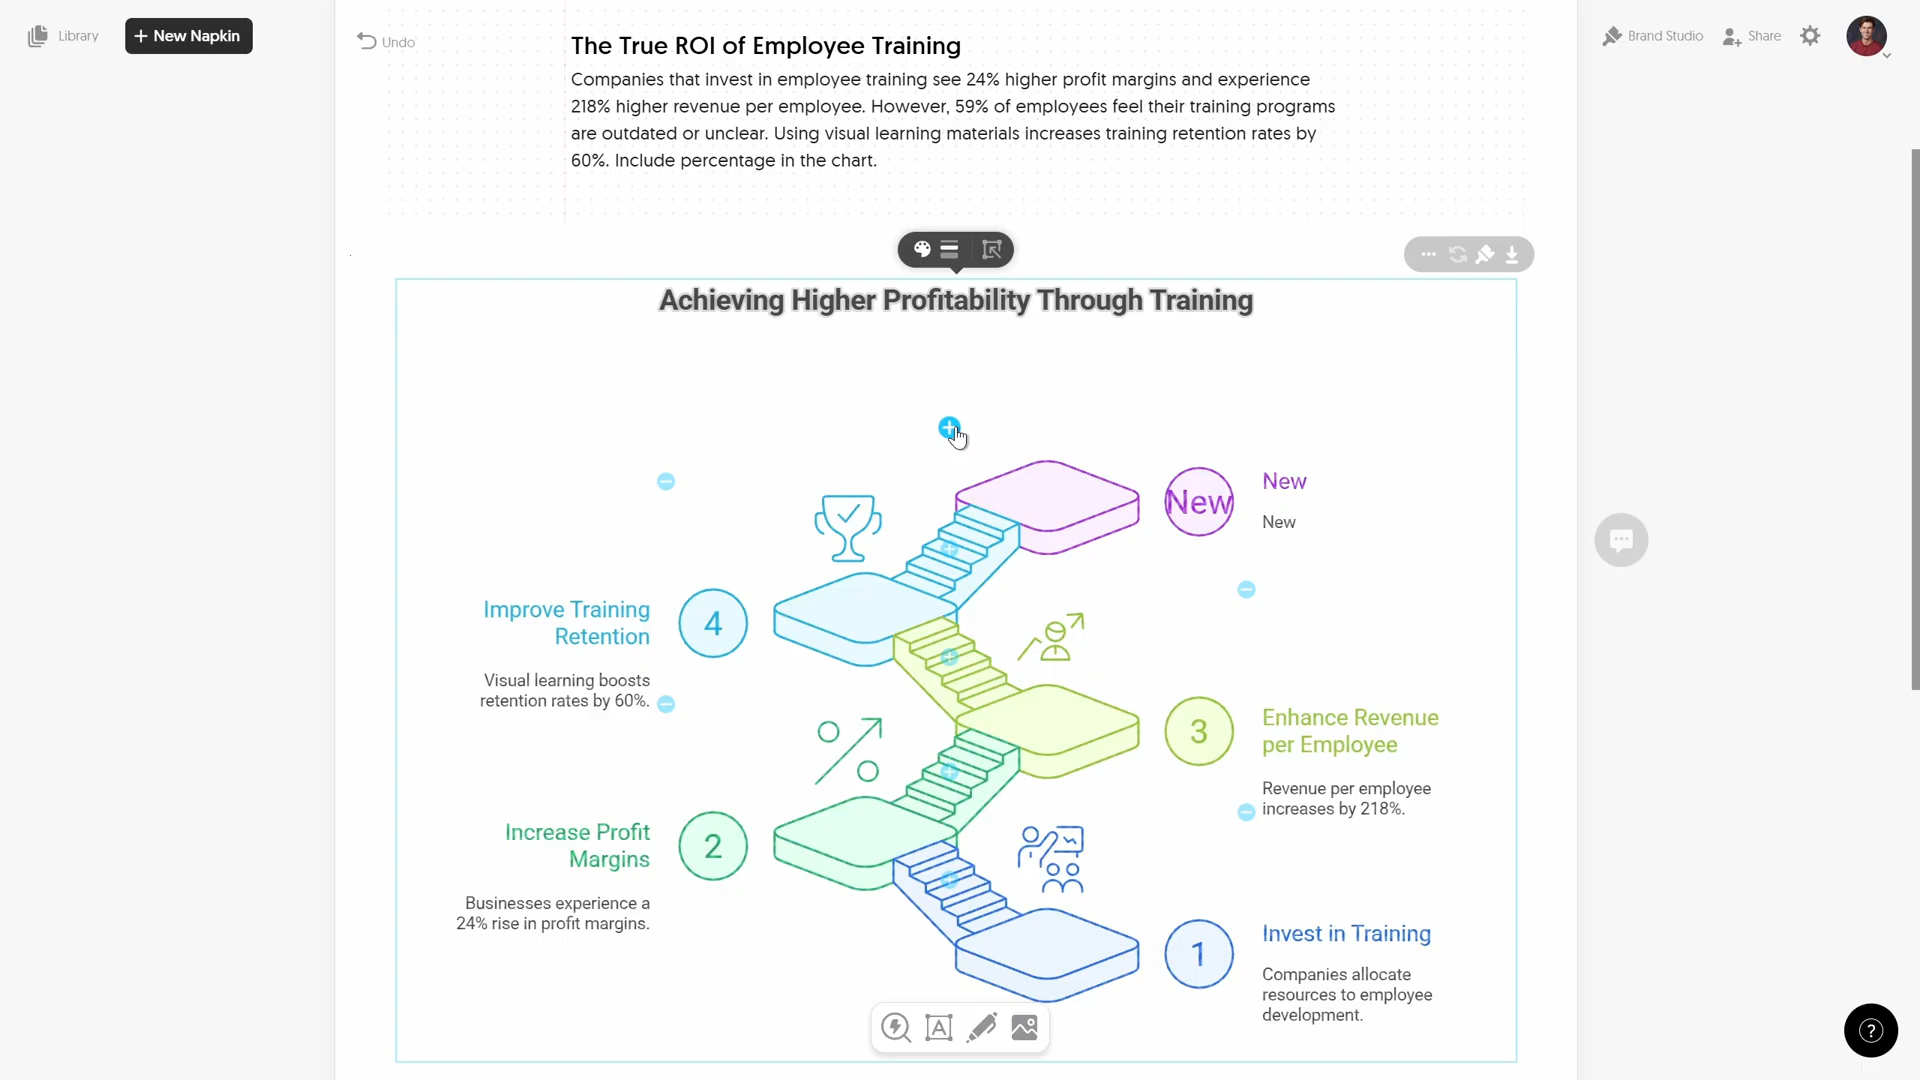 Library
+ New Napkin
Undo
Brand Studio
Share
The True ROI of Employee Training
Companies that invest in employee training see 24% higher profit margins and experience
218% higher revenue per employee. However, 59% of employees feel their training programs
are outdated or unclear. Using visual learning materials increases training retention rates by
60%. Include percentage in the chart.
Achieving Higher Profitability Through Training
New
New
New
Improve Training
Retention
4
Visual learning boosts
retention rates by 60%.
3
Enhance Revenue
per Employee
Revenue per employee
increases by 218%.
Increase Profit
Margins
2
Businesses experience a
24% rise in profit margins.
1
Invest in Training
Companies allocate
resources to employee
development.
A
?